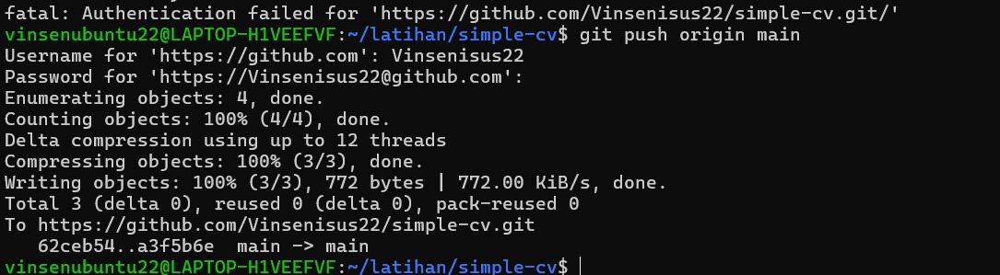 fatal: Authentication failed for 'https://github.com/Vinsenisus22/simple-cv.git/'
vinsenubuntu22@LAPTOP-H1VEEFVF:~/latihan/simple-cv$ git push origin main
Username for 'https://github.com': Vinsenisus22
Password for 'https://Vinsenisus22@github.com':
Enumerating objects: 4, done.
Counting objects: 100% (4/4), done.
Delta compression using up to 12 threads
Compressing objects: 100% (3/3), done.
Writing objects: 100% (3/3), 772 bytes | 772.00 KiB/s, done.
Total 3 (delta 0), reused 0 (delta 0), pack-reused 0
To https://github.com/Vinsenisus22/simple-cv.git
   62ceb54..a3f5b6e  main -> main
vinsenubuntu22@LAPTOP-H1VEEFVF:~/latihan/simple-cv$